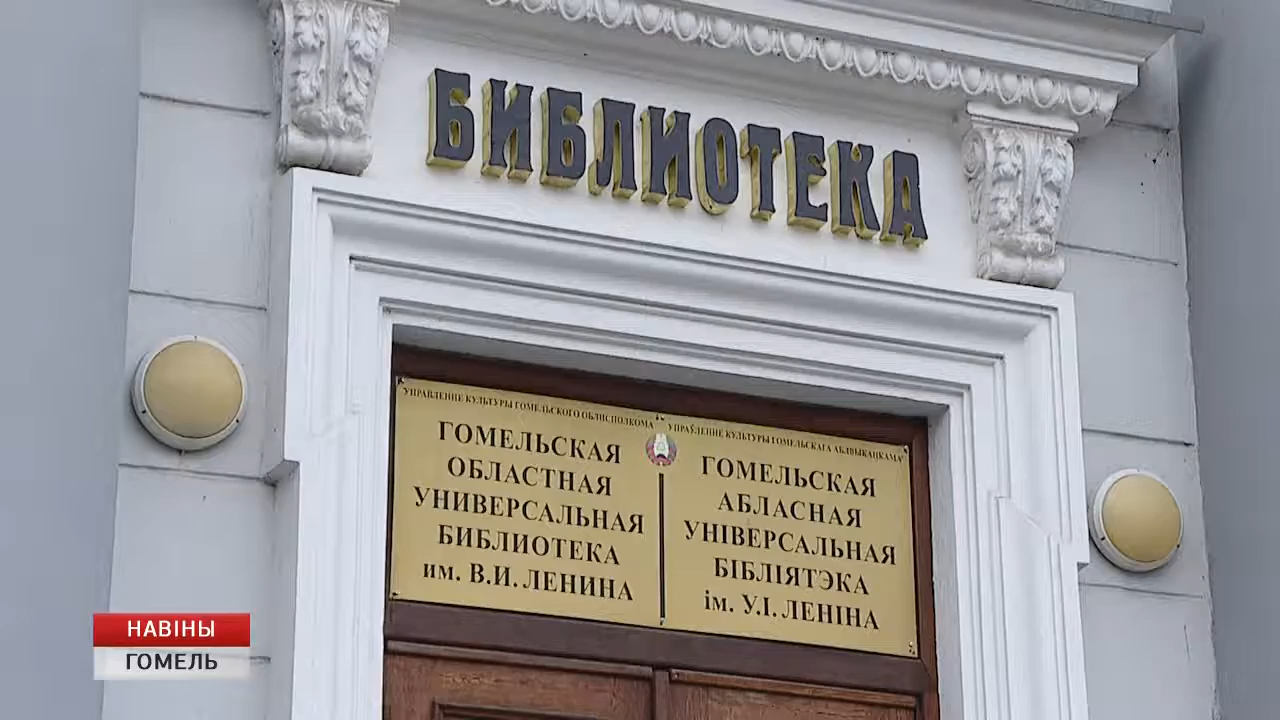 БИБЛИОТЕКА
УПРАВЛЕНИЕ КУЛЬТУРЫ ГОМЕЛЬСКОГО ОБЛИСПОЛКОМА
ГОМЕЛЬСКАЯ
ОБЛАСТНАЯ
УНИВЕРСАЛЬНАЯ
БИБЛИОТЕКА
им. В.И. ЛЕНИНА
УПРАЎЛЕНИЕ КУЛЬТУРЫ ГОМЕЛЬСКАГА АБЛВЫКАНКАМА
ГОМЕЛЬСКАЯ
АБЛАСНАЯ
УНІВЕРСАЛЬНАЯ
БІБЛІЯТЭКА
ім. У.І. ЛЕНІНА
НАВІНЫ
ГОМЕЛЬ